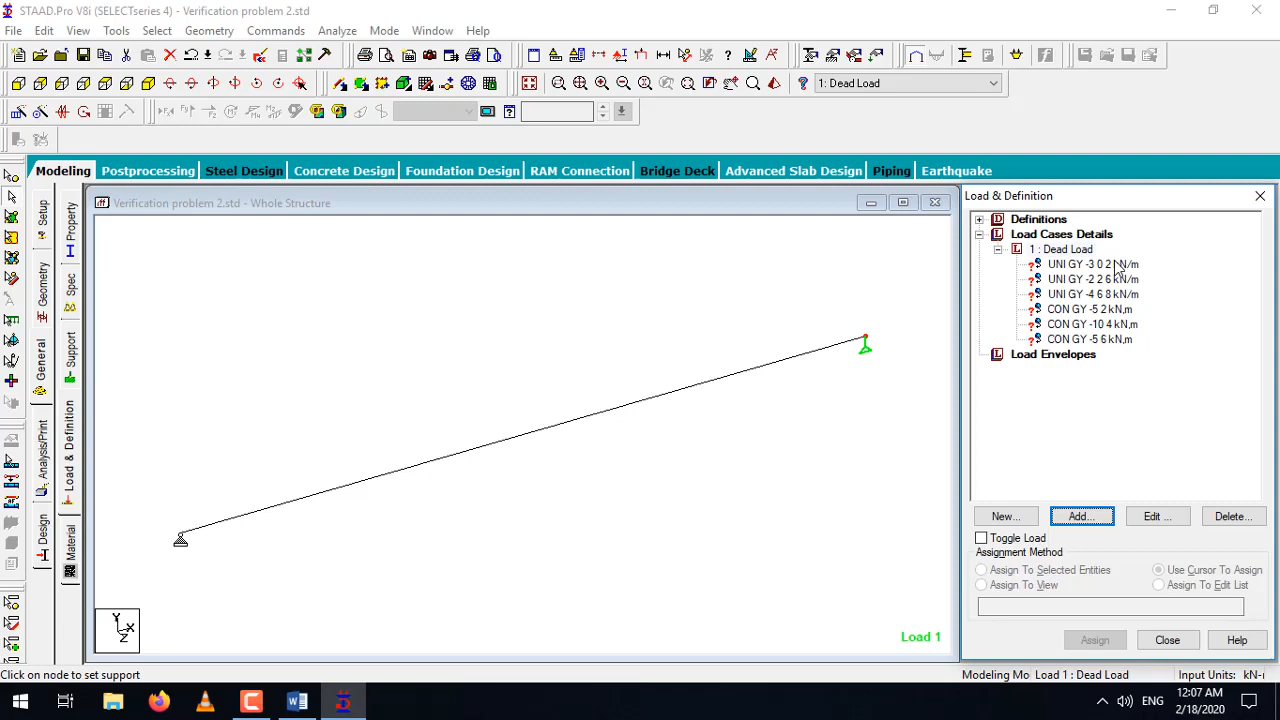 STAAD.Pro V8i (SELECTseries 4) - Verification problem 2.std
File Edit View Tools Select Geometry Commands Analyze Mode Window Help
1: Dead Load
Modeling Postprocessing Steel Design Concrete Design Foundation Design RAM Connection Bridge Deck Advanced Slab Design Piping Earthquake
Setup
Geometry
General
Analysis/Print
Design
Property
Spec
Support
Load & Definition
Material
Verification problem 2.std - Whole Structure
Y
X
Z
Load 1
Load & Definition
Definitions
Load Cases Details
1 : Dead Load
UNI GY -3 0 2 kN/m
UNI GY -2 2 6 kN/m
UNI GY -4 6 8 kN/m
CON GY -5 2 kN,m
CON GY -10 4 kN,m
CON GY -5 6 kN,m
Load Envelopes
New... Add... Edit ... Delete...
Toggle Load
Assignment Method
Assign To Selected Entities Use Cursor To Assign
Assign To View Assign To Edit List
Assign Close Help
Click on node to set support Modeling Mo Load 1 : Dead Load Input Units: kN-
ENG
12:07 AM
2/18/2020